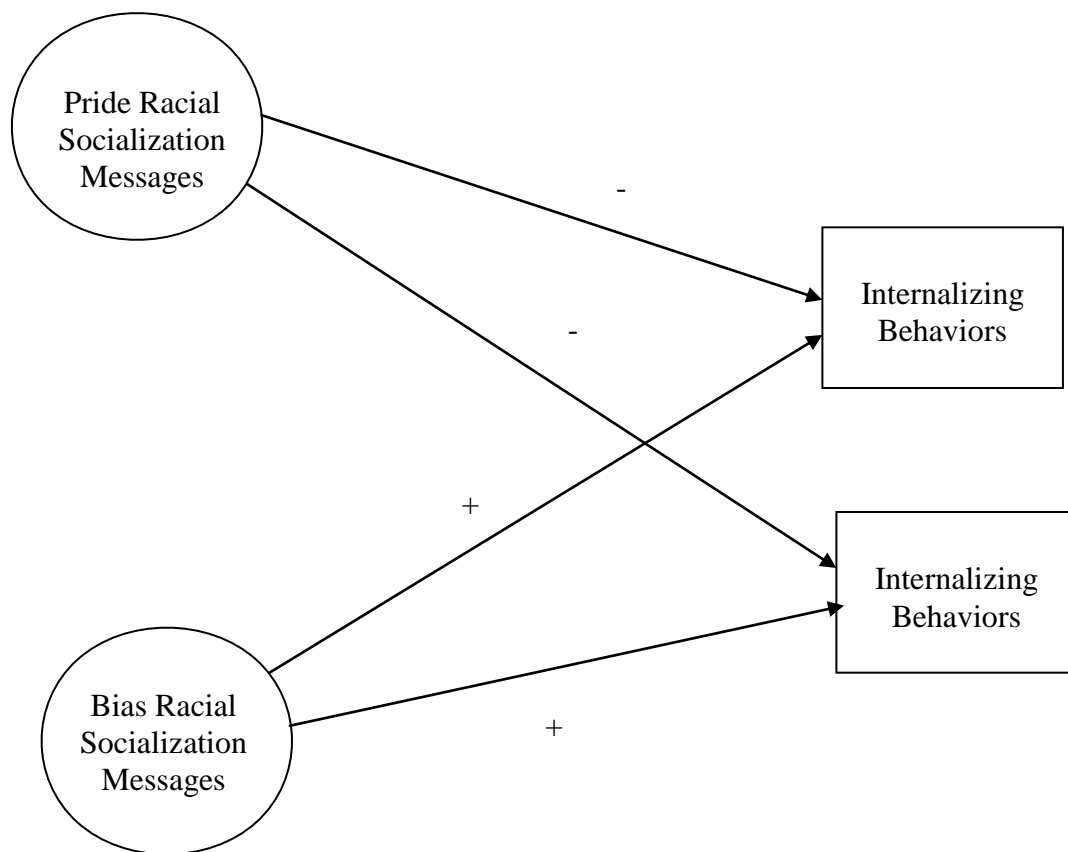 Pride Racial
Socialization
Messages
-
Internalizing
Behaviors
-
+
Internalizing
Behaviors
Bias Racial
Socialization
Messages
+